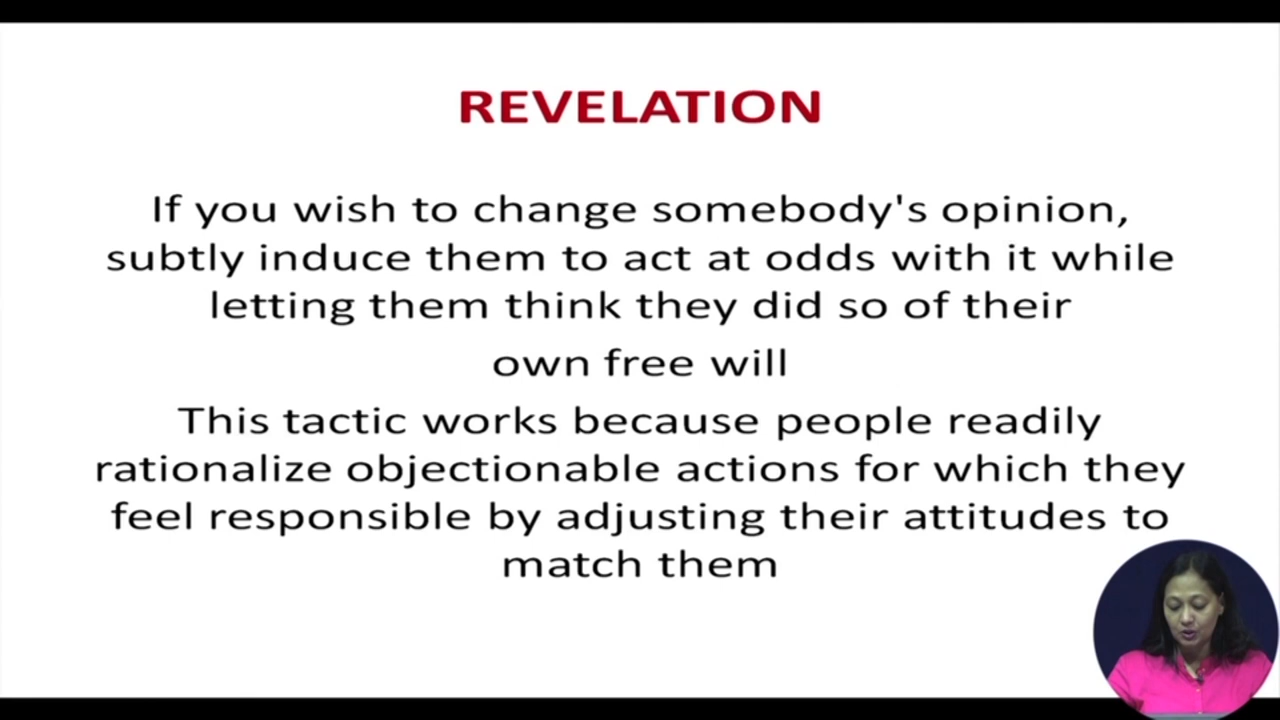 REVELATION
If you wish to change somebody's opinion,
subtly induce them to act at odds with it while
letting them think they did so of their
own free will
This tactic works because people readily
rationalize objectionable actions for which they
feel responsible by adjusting their attitudes to
match them